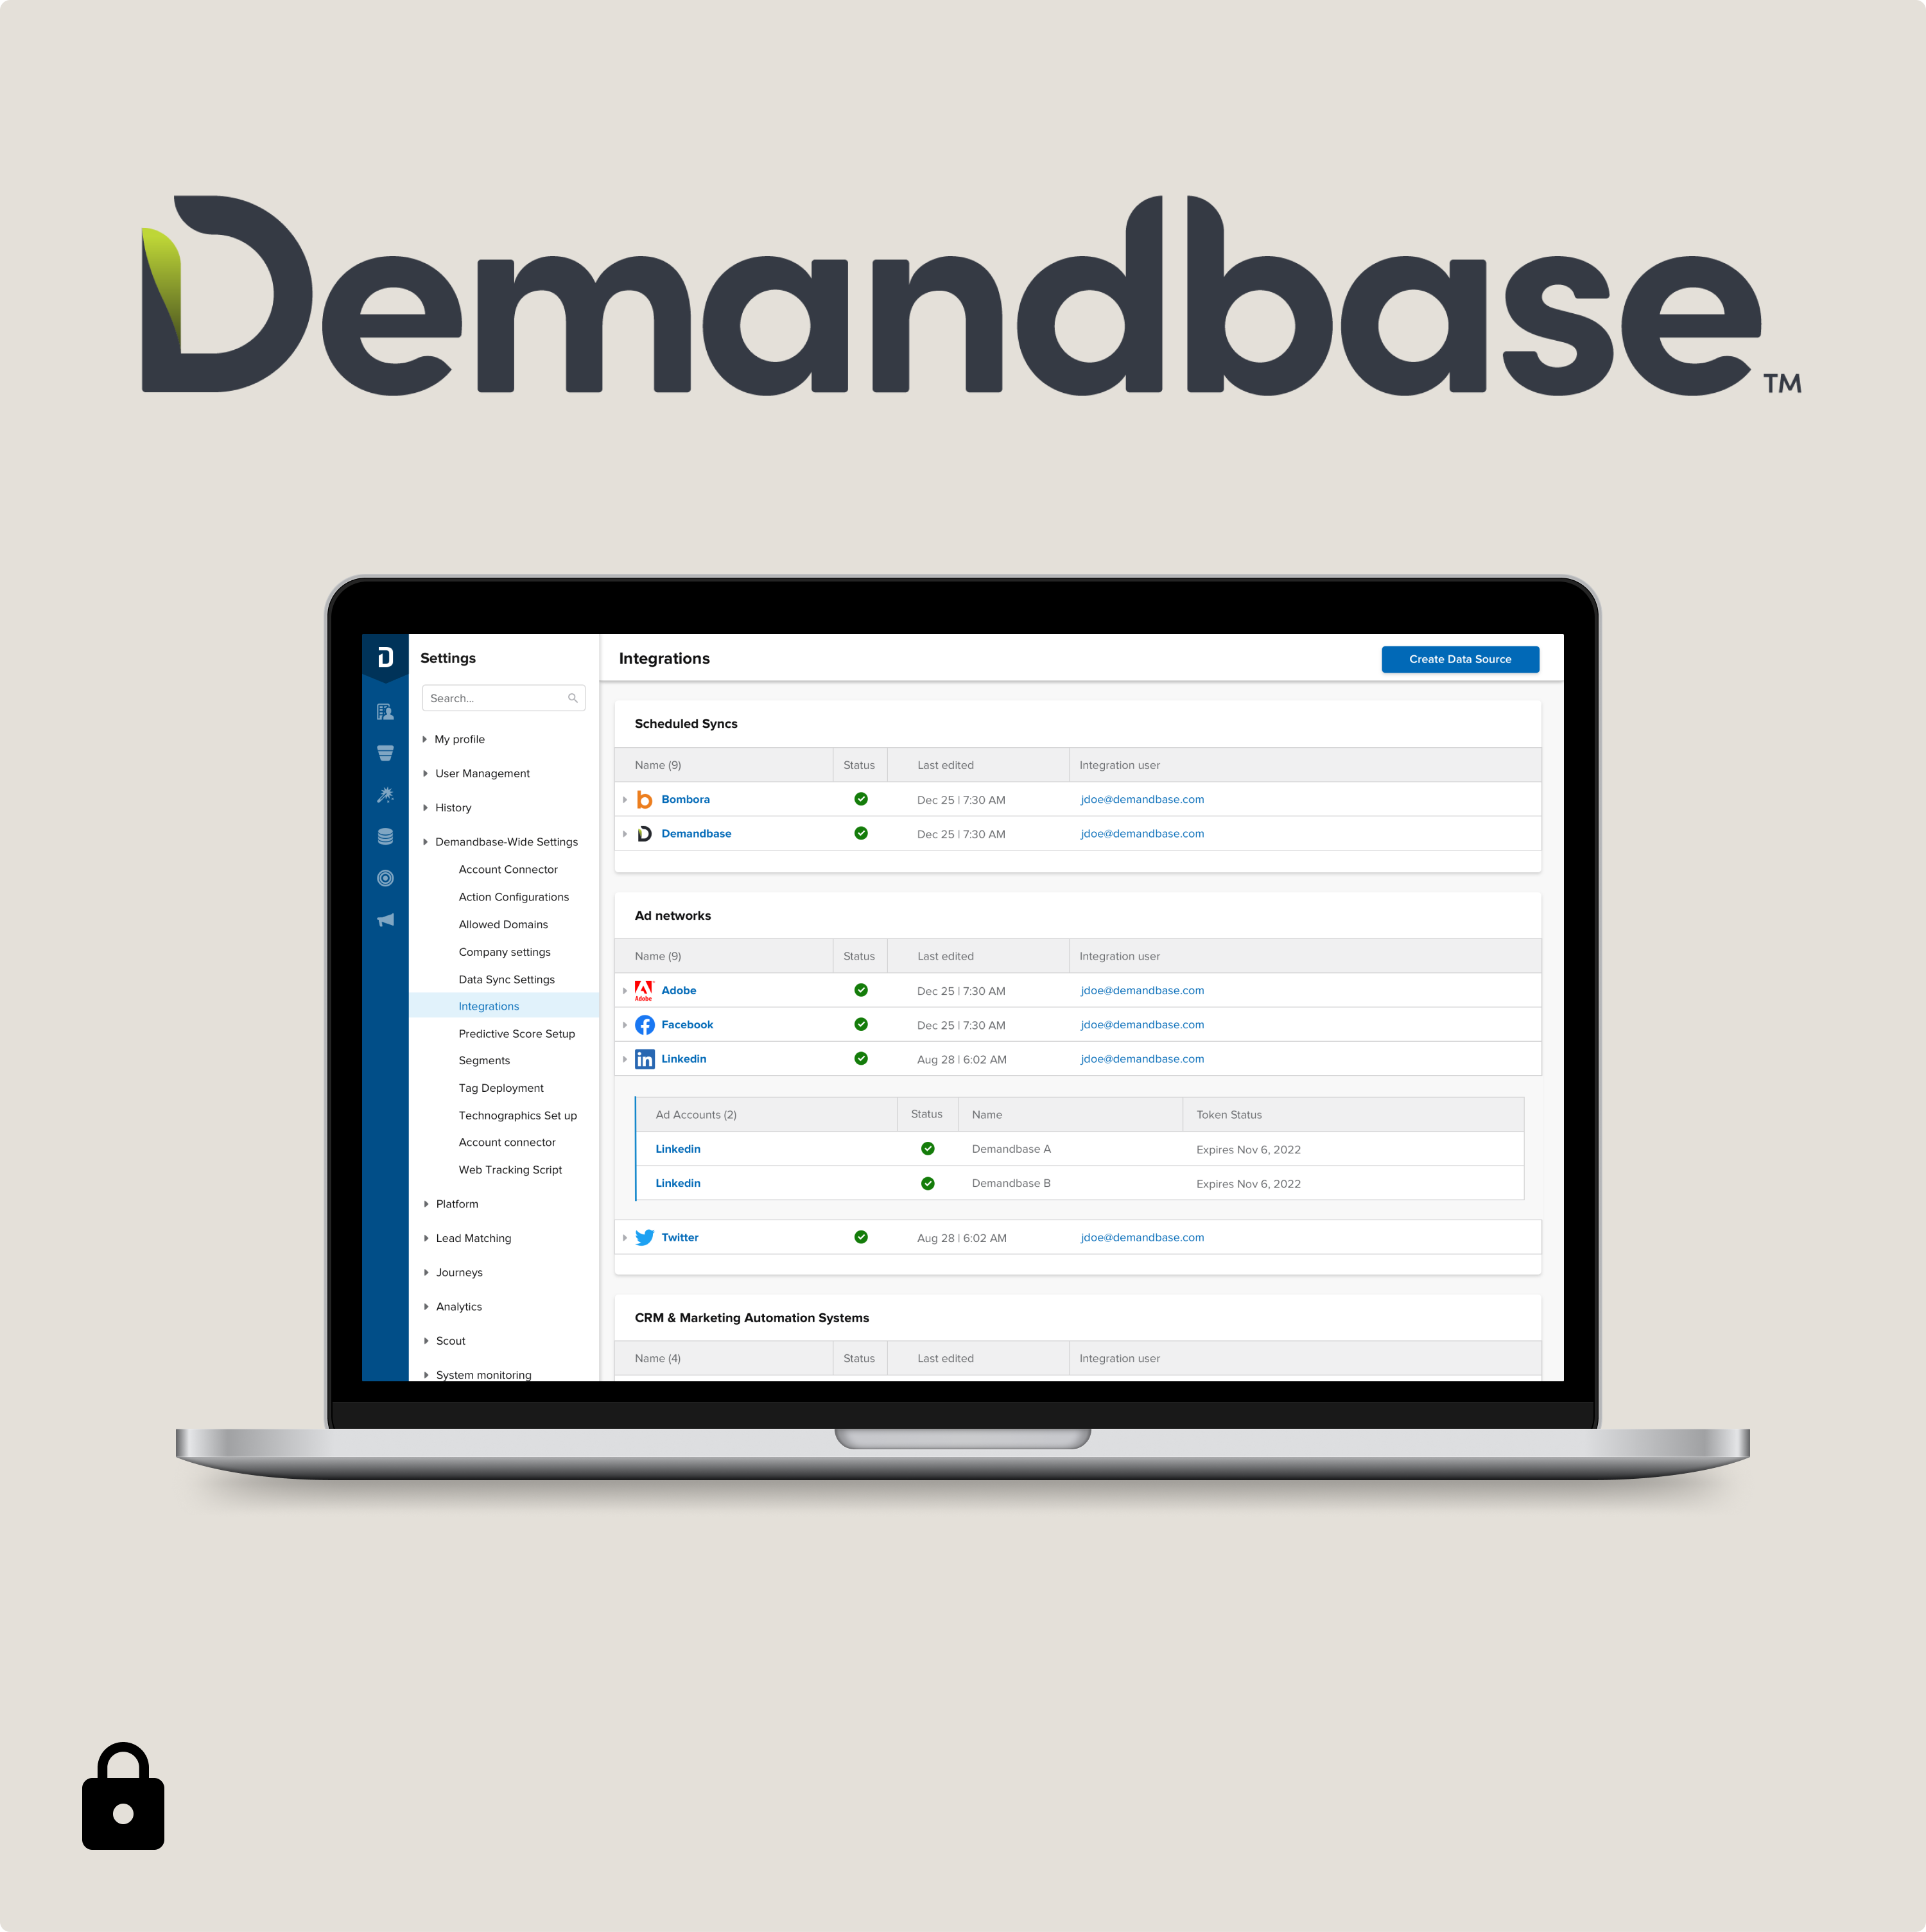 Demandbase™
Settings
Search...
My profile
User Management
History
Demandbase-Wide Settings
Account Connector
Action Configurations
Allowed Domains
Company settings
Data Sync Settings
Integrations
Predictive Score Setup
Segments
Tag Deployment
Technographics Set up
Account connector
Web Tracking Script
Platform
Lead Matching
Journeys
Analytics
Scout
System monitoring
Integrations
Create Data Source
Scheduled Syncs
Name (9) Status Last edited Integration user
Bombora Dec 25 | 7:30 AM jdoe@demandbase.com
Demandbase Dec 25 | 7:30 AM jdoe@demandbase.com
Ad networks
Name (9) Status Last edited Integration user
Adobe Adobe Dec 25 | 7:30 AM jdoe@demandbase.com
Facebook Dec 25 | 7:30 AM jdoe@demandbase.com
in Linkedin Aug 28 | 6:02 AM jdoe@demandbase.com
Ad Accounts (2) Status Name Token Status
Linkedin Demandbase A Expires Nov 6, 2022
Linkedin Demandbase B Expires Nov 6, 2022
Twitter Aug 28 | 6:02 AM jdoe@demandbase.com
CRM & Marketing Automation Systems
Name (4) Status Last edited Integration user